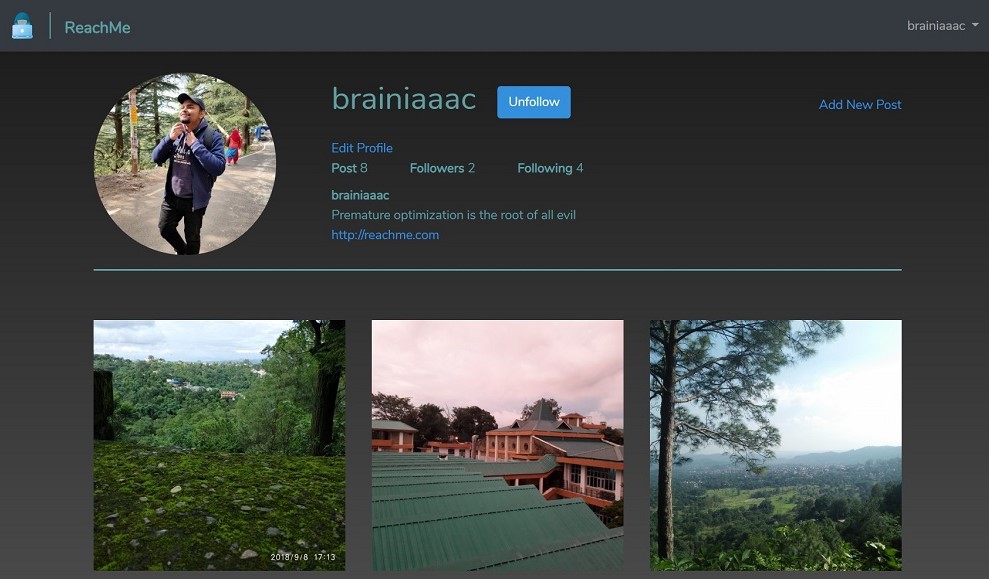 ReachMe
brainiaaac
brainiaaac Unfollow
Add New Post
Edit Profile
Post 8 Followers 2 Following 4
brainiaaac
Premature optimization is the root of all evil
http://reachme.com
2018/9/8 17:13